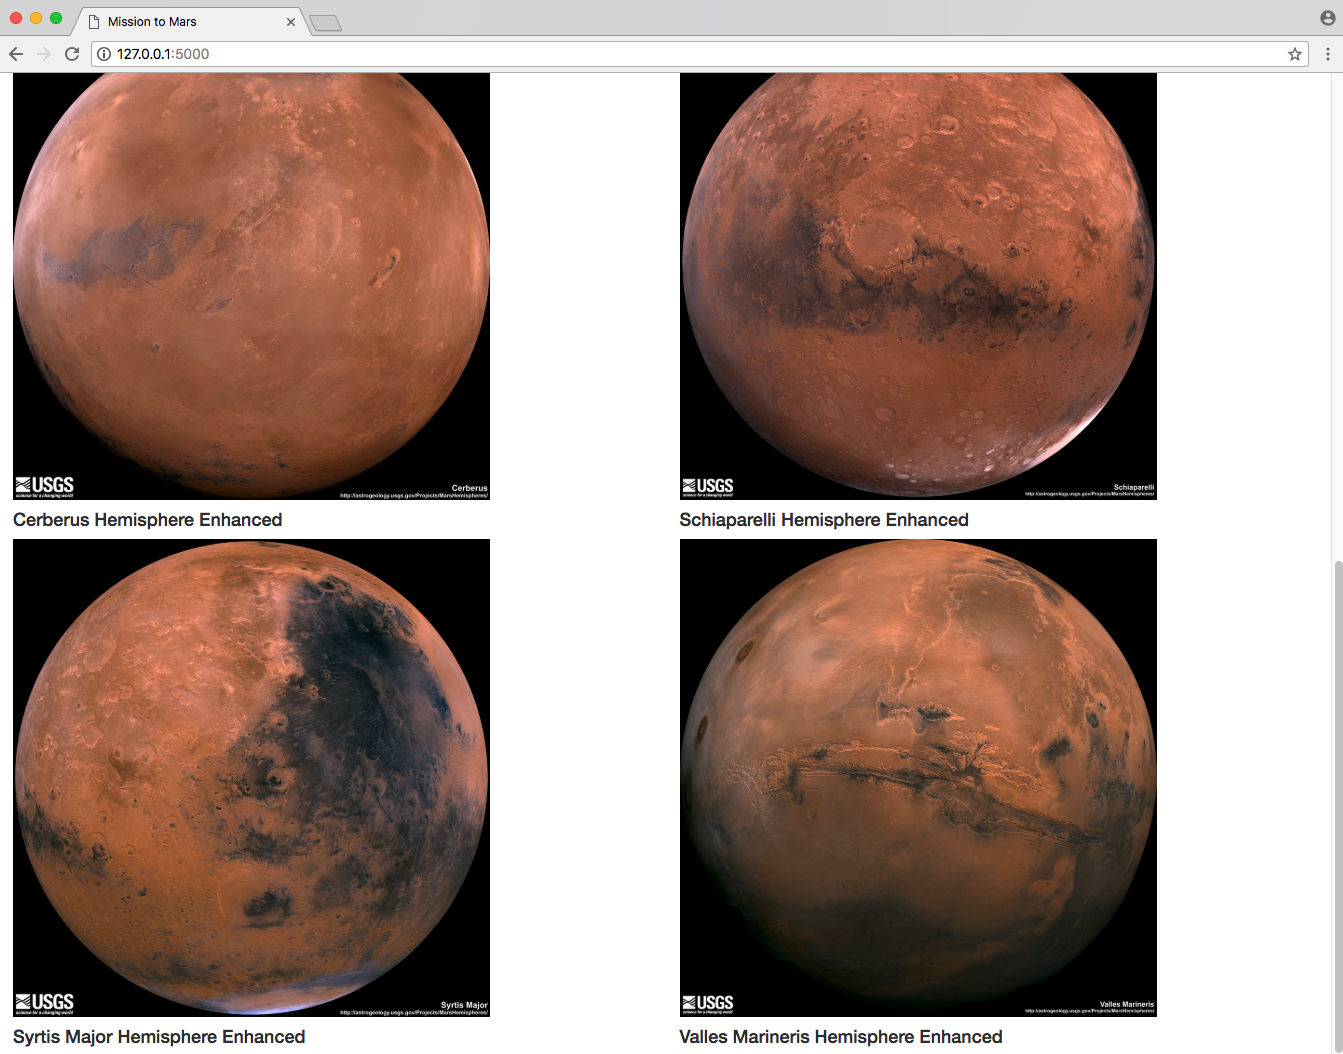 Mission to Mars
127.0.0.1:5000
USGS
science for a changing world
Cerberus
http://astrogeology.usgs.gov/Projects/MarsHemispheres/
USGS
science for a changing world
Schiaparelli
http://astrogeology.usgs.gov/Projects/MarsHemispheres/
Cerberus Hemisphere Enhanced
Schiaparelli Hemisphere Enhanced
USGS
science for a changing world
Syrtis Major
http://astrogeology.usgs.gov/Projects/MarsHemispheres/
USGS
science for a changing world
Valles Marineris
http://astrogeology.usgs.gov/Projects/MarsHemispheres/
Syrtis Major Hemisphere Enhanced
Valles Marineris Hemisphere Enhanced